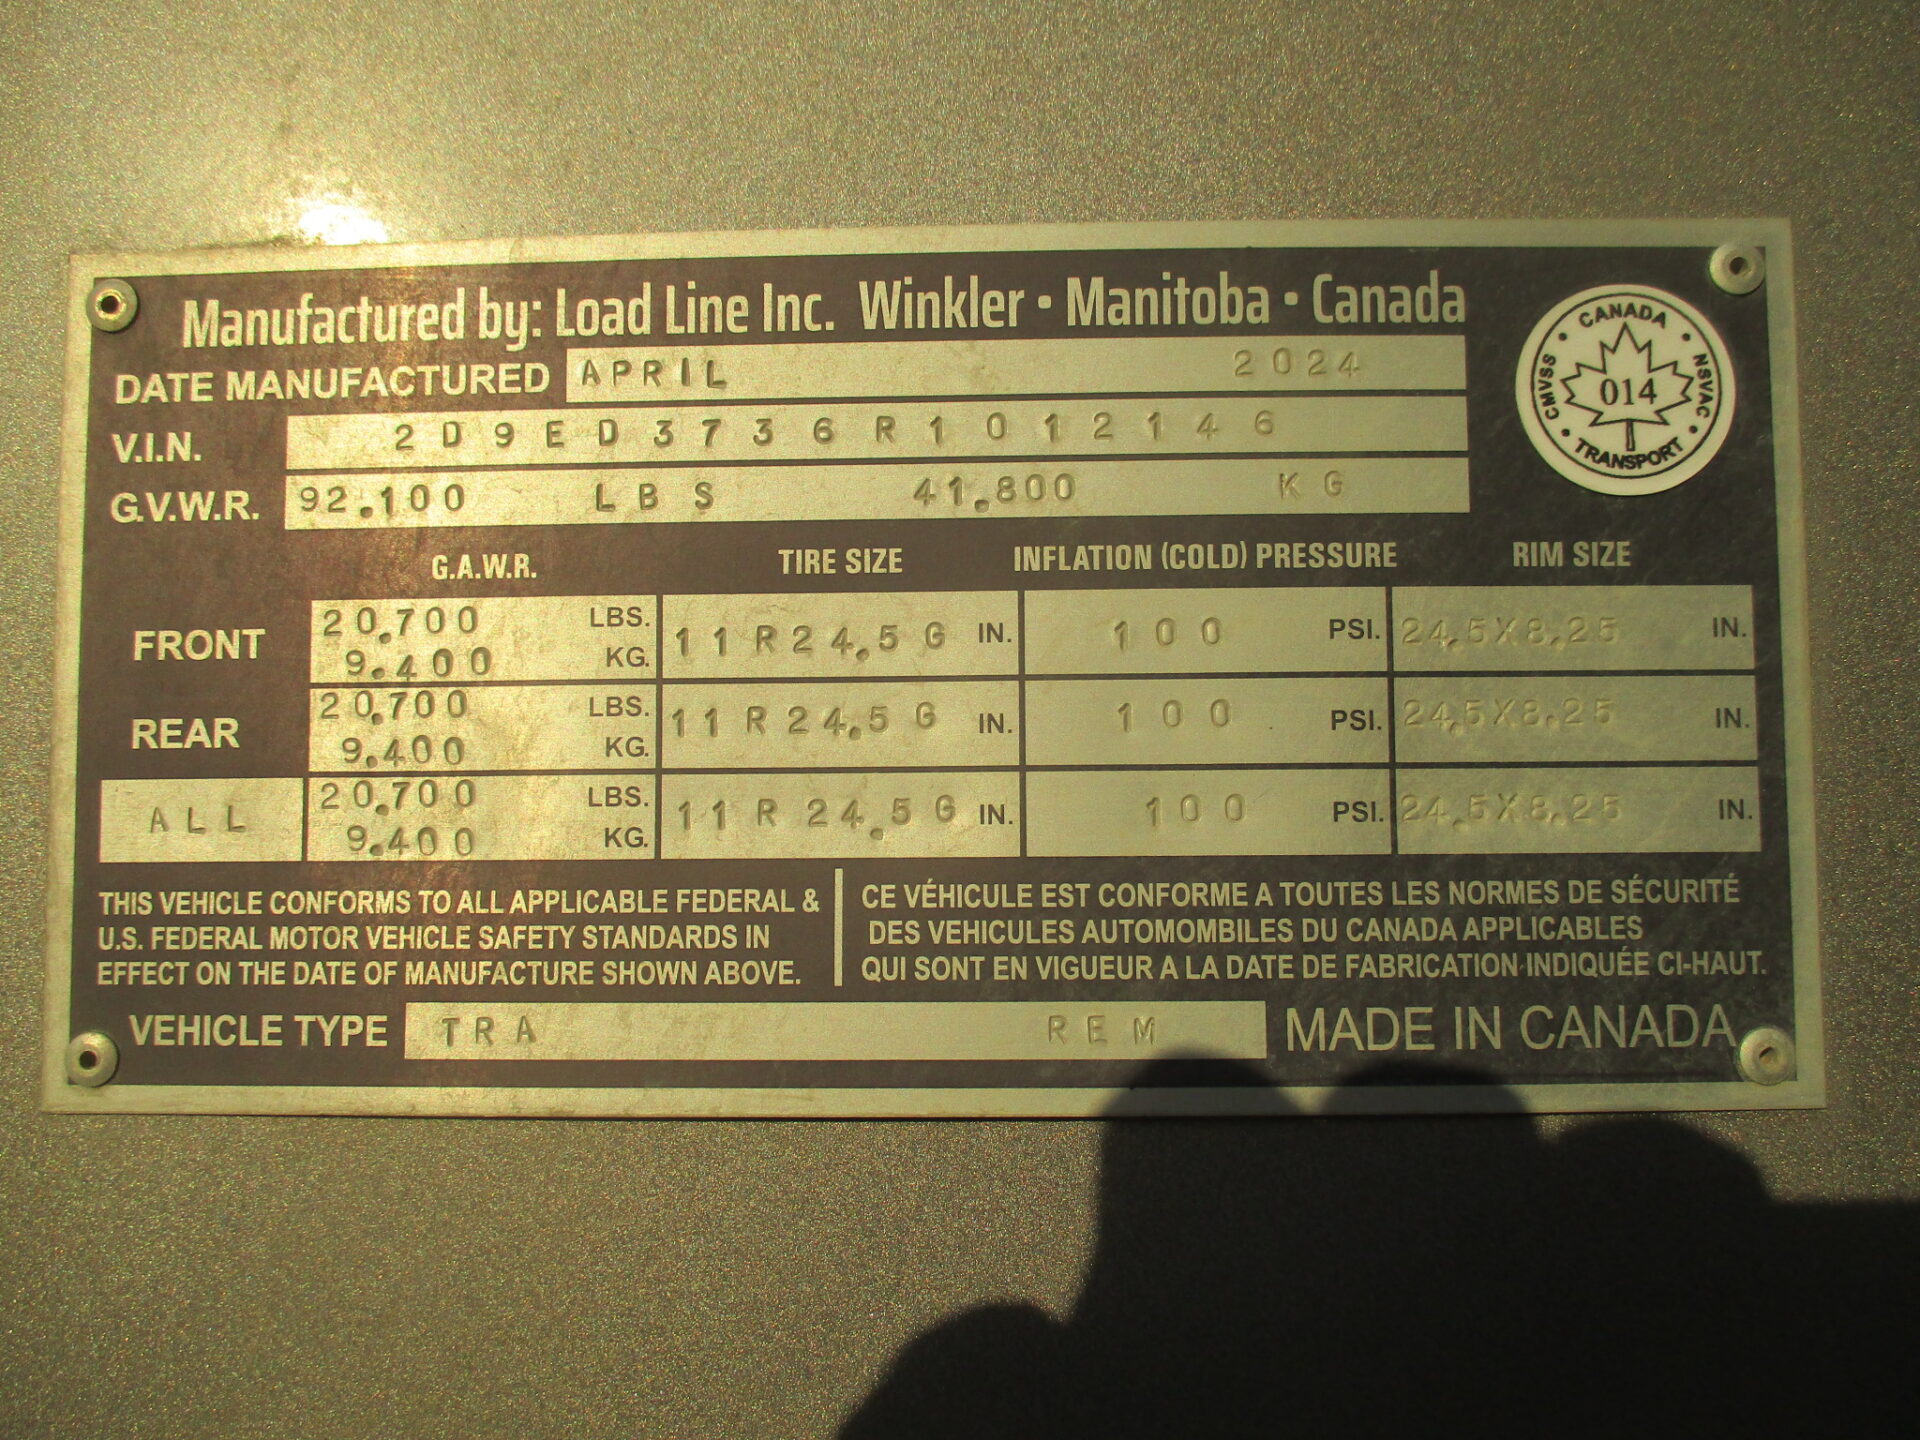 Manufactured by: Load Line Inc. Winkler • Manitoba • Canada
DATE MANUFACTURED APRIL 2024
V.I.N. 2D9ED3736R1012146
G.V.W.R. 92,100 LBS 41,800 KG
CANADA
CMVSS 014 NSVAC
TRANSPORT
G.A.W.R. TIRE SIZE INFLATION (COLD) PRESSURE RIM SIZE
FRONT 20,700 LBS. 11R24.5G IN. 100 PSI. 24.5X8.25 IN.
9,400 KG.
REAR 20,700 LBS. 11R24.5G IN. 100 PSI. 24.5X8.25 IN.
9,400 KG.
ALL 20,700 LBS. 11R24.5G IN. 100 PSI. 24.5X8.25 IN.
9,400 KG.
THIS VEHICLE CONFORMS TO ALL APPLICABLE FEDERAL &
U.S. FEDERAL MOTOR VEHICLE SAFETY STANDARDS IN
EFFECT ON THE DATE OF MANUFACTURE SHOWN ABOVE.
CE VÉHICULE EST CONFORME A TOUTES LES NORMES DE SÉCURITÉ
DES VEHICULES AUTOMOMBILES DU CANADA APPLICABLES
QUI SONT EN VIGUEUR A LA DATE DE FABRICATION INDIQUÉE CI-HAUT.
VEHICLE TYPE TRA REM MADE IN CANADA